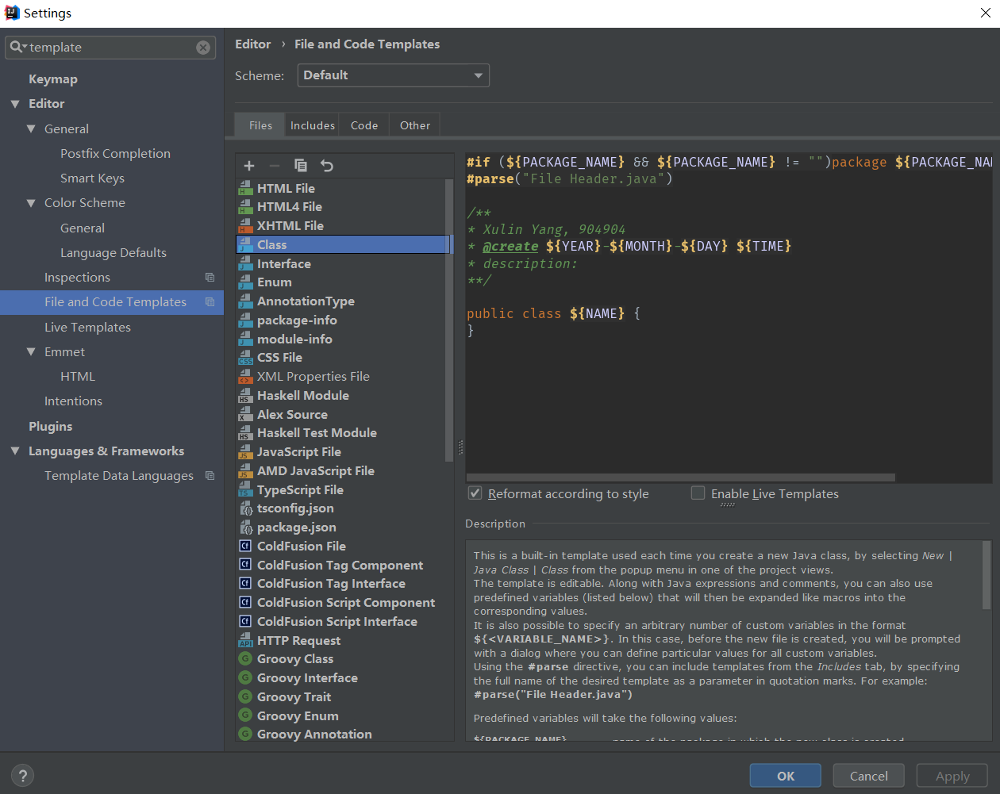 Settings
template
Keymap
Editor
General
Postfix Completion
Smart Keys
Color Scheme
General
Language Defaults
Inspections
File and Code Templates
Live Templates
Emmet
HTML
Intentions
Plugins
Languages & Frameworks
Template Data Languages
Editor › File and Code Templates
Scheme: Default
Files Includes Code Other
HTML File
HTML4 File
XHTML File
Class
Interface
Enum
AnnotationType
package-info
module-info
CSS File
XML Properties File
Haskell Module
Alex Source
Haskell Test Module
JavaScript File
AMD JavaScript File
TypeScript File
tsconfig.json
package.json
ColdFusion File
ColdFusion Tag Component
ColdFusion Tag Interface
ColdFusion Script Component
ColdFusion Script Interface
HTTP Request
Groovy Class
Groovy Interface
Groovy Trait
Groovy Enum
Groovy Annotation
#if (${PACKAGE_NAME} && ${PACKAGE_NAME} != "")package ${PACKAGE_NA
#parse("File Header.java")
/**
* Xulin Yang, 904904
* @create ${YEAR}-${MONTH}-${DAY} ${TIME}
* description:
**/
public class ${NAME} {
}
Reformat according to style Enable Live Templates
Description
This is a built-in template used each time you create a new Java class, by selecting New |
Java Class | Class from the popup menu in one of the project views.
The template is editable. Along with Java expressions and comments, you can also use
predefined variables (listed below) that will then be expanded like macros into the
corresponding values.
It is also possible to specify an arbitrary number of custom variables in the format
${<VARIABLE_NAME>}. In this case, before the new file is created, you will be prompted
with a dialog where you can define particular values for all custom variables.
Using the #parse directive, you can include templates from the Includes tab, by specifying
the full name of the desired template as a parameter in quotation marks. For example:
#parse("File Header.java")
Predefined variables will take the following values:
${PACKAGE_NAME} name of the package in which the new class is created
? OK Cancel Apply